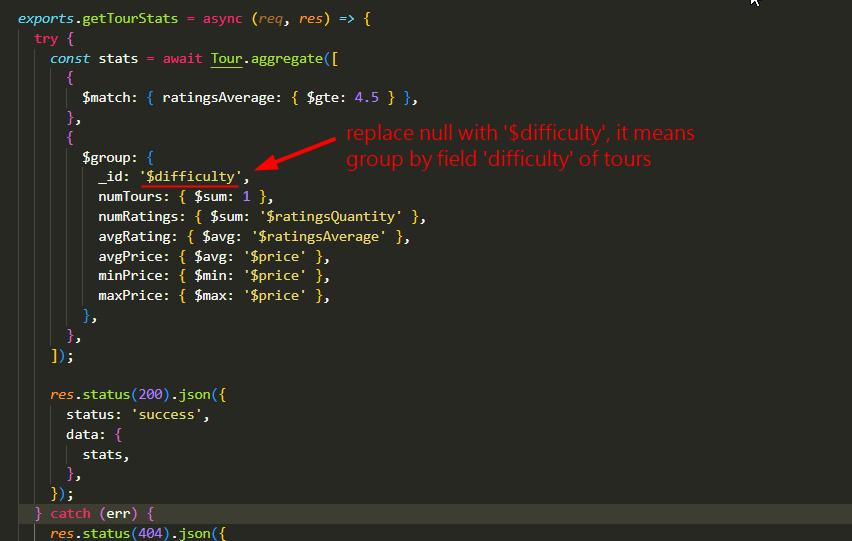 exports.getTourStats = async (req, res) => {
try {
const stats = await Tour.aggregate([
{
$match: { ratingsAverage: { $gte: 4.5 } },
},
{
$group: {
_id: '$difficulty',
numTours: { $sum: 1 },
numRatings: { $sum: '$ratingsQuantity' },
avgRating: { $avg: '$ratingsAverage' },
avgPrice: { $avg: '$price' },
minPrice: { $min: '$price' },
maxPrice: { $max: '$price' },
},
},
]);
replace null with '$difficulty', it means
group by field 'difficulty' of tours
res.status(200).json({
status: 'success',
data: {
stats,
},
});
} catch (err) {
res.status(404).json({